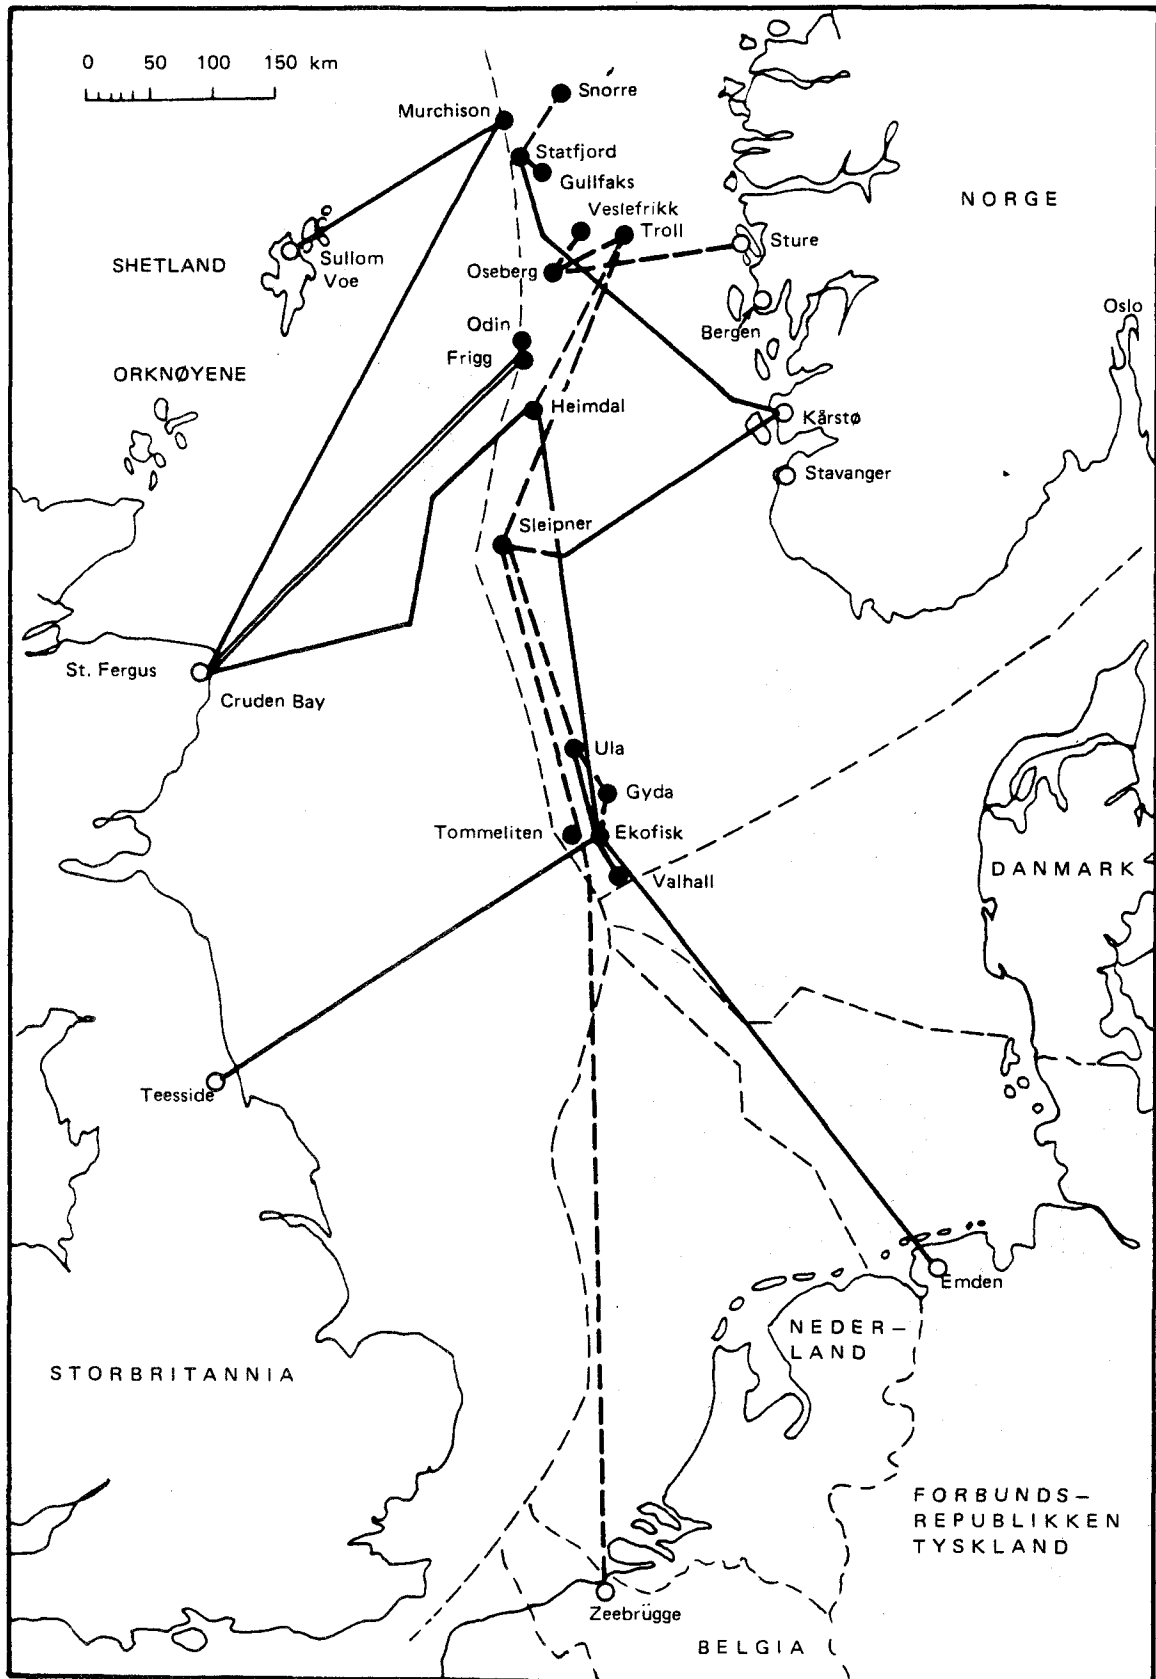 0 50 100 150 km
Snorre
Murchison
Statfjord
Gullfaks
NORGE
Veslefrikk
Troll
Sture
SHETLAND
Sullom
Voe
Oseberg
Oslo
Odin
Bergen
Frigg
ORKNØYENE
Heimdal
Kårstø
Stavanger
Sleipner
St. Fergus
Cruden Bay
Ula
Gyda
Tommeliten
Ekofisk
DANMARK
Valhall
Teesside
Emden
NEDER-
LAND
STORBRITANNIA
FORBUNDS-
REPUBLIKKEN
TYSKLAND
Zeebrügge
BELGIA